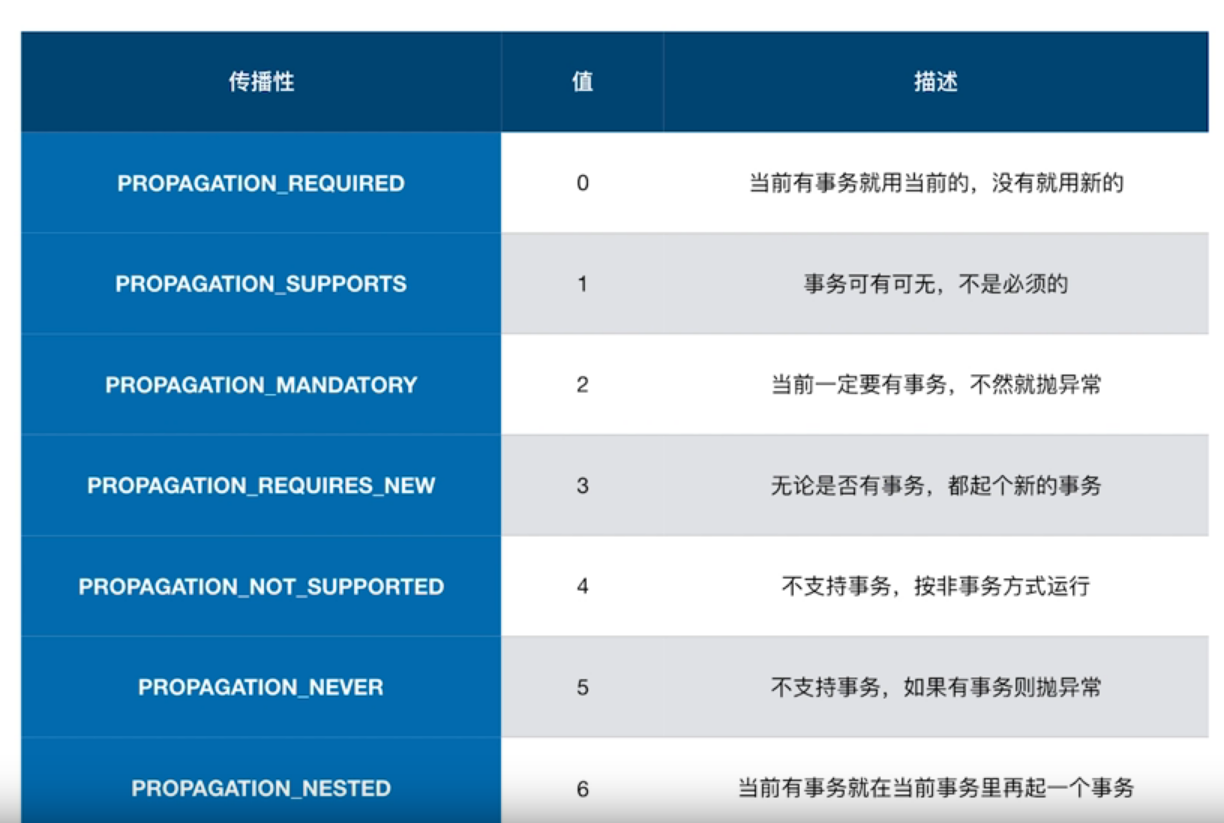 传播性 值 描述
PROPAGATION_REQUIRED 0 当前有事务就用当前的，没有就用新的
PROPAGATION_SUPPORTS 1 事务可有可无，不是必须的
PROPAGATION_MANDATORY 2 当前一定要有事务，不然就抛异常
PROPAGATION_REQUIRES_NEW 3 无论是否有事务，都起个新的事务
PROPAGATION_NOT_SUPPORTED 4 不支持事务，按非事务方式运行
PROPAGATION_NEVER 5 不支持事务，如果有事务则抛异常
PROPAGATION_NESTED 6 当前有事务就在当前事务里再起一个事务